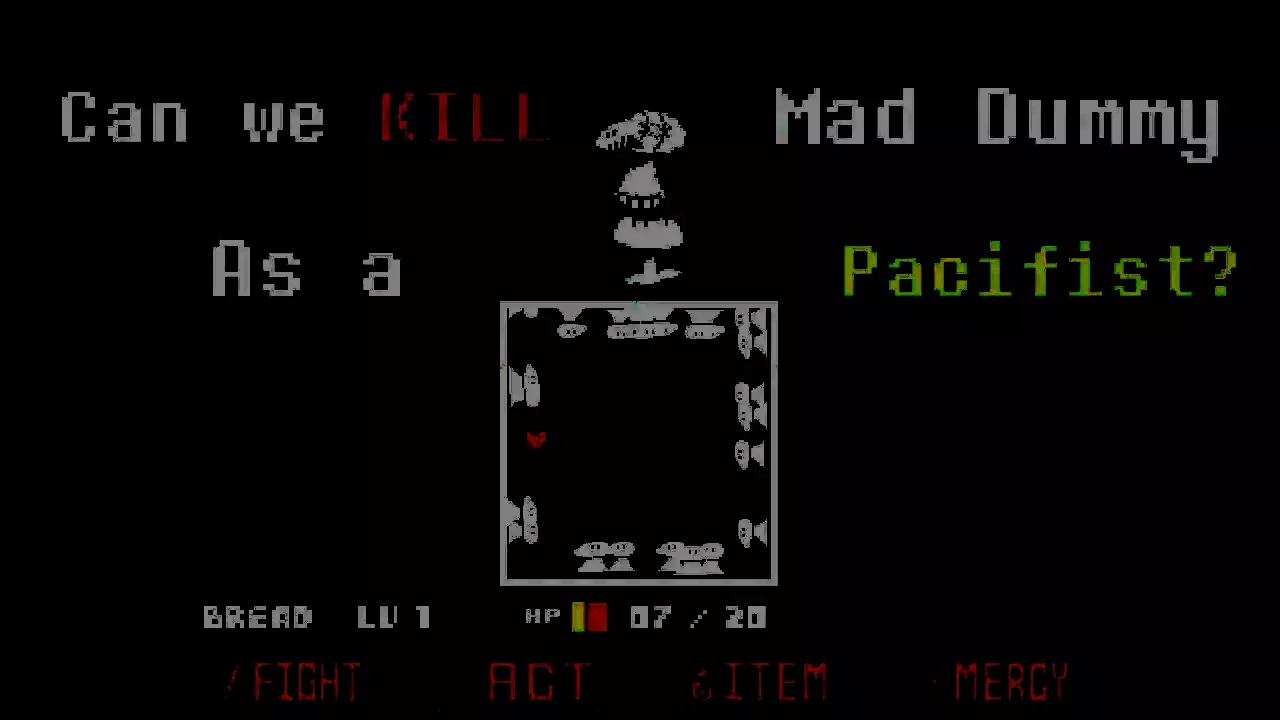 Can we KILL Mad Dummy
As a Pacifist?
BREAD LV 1 HP 07 / 20
FIGHT ACT ITEM MERCY